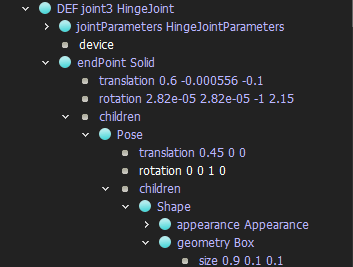 DEF joint3 HingeJoint
jointParameters HingeJointParameters
device
endPoint Solid
translation 0.6 -0.000556 -0.1
rotation 2.82e-05 2.82e-05 -1 2.15
children
Pose
translation 0.45 0 0
rotation 0 0 1 0
children
Shape
appearance Appearance
geometry Box
size 0.9 0.1 0.1